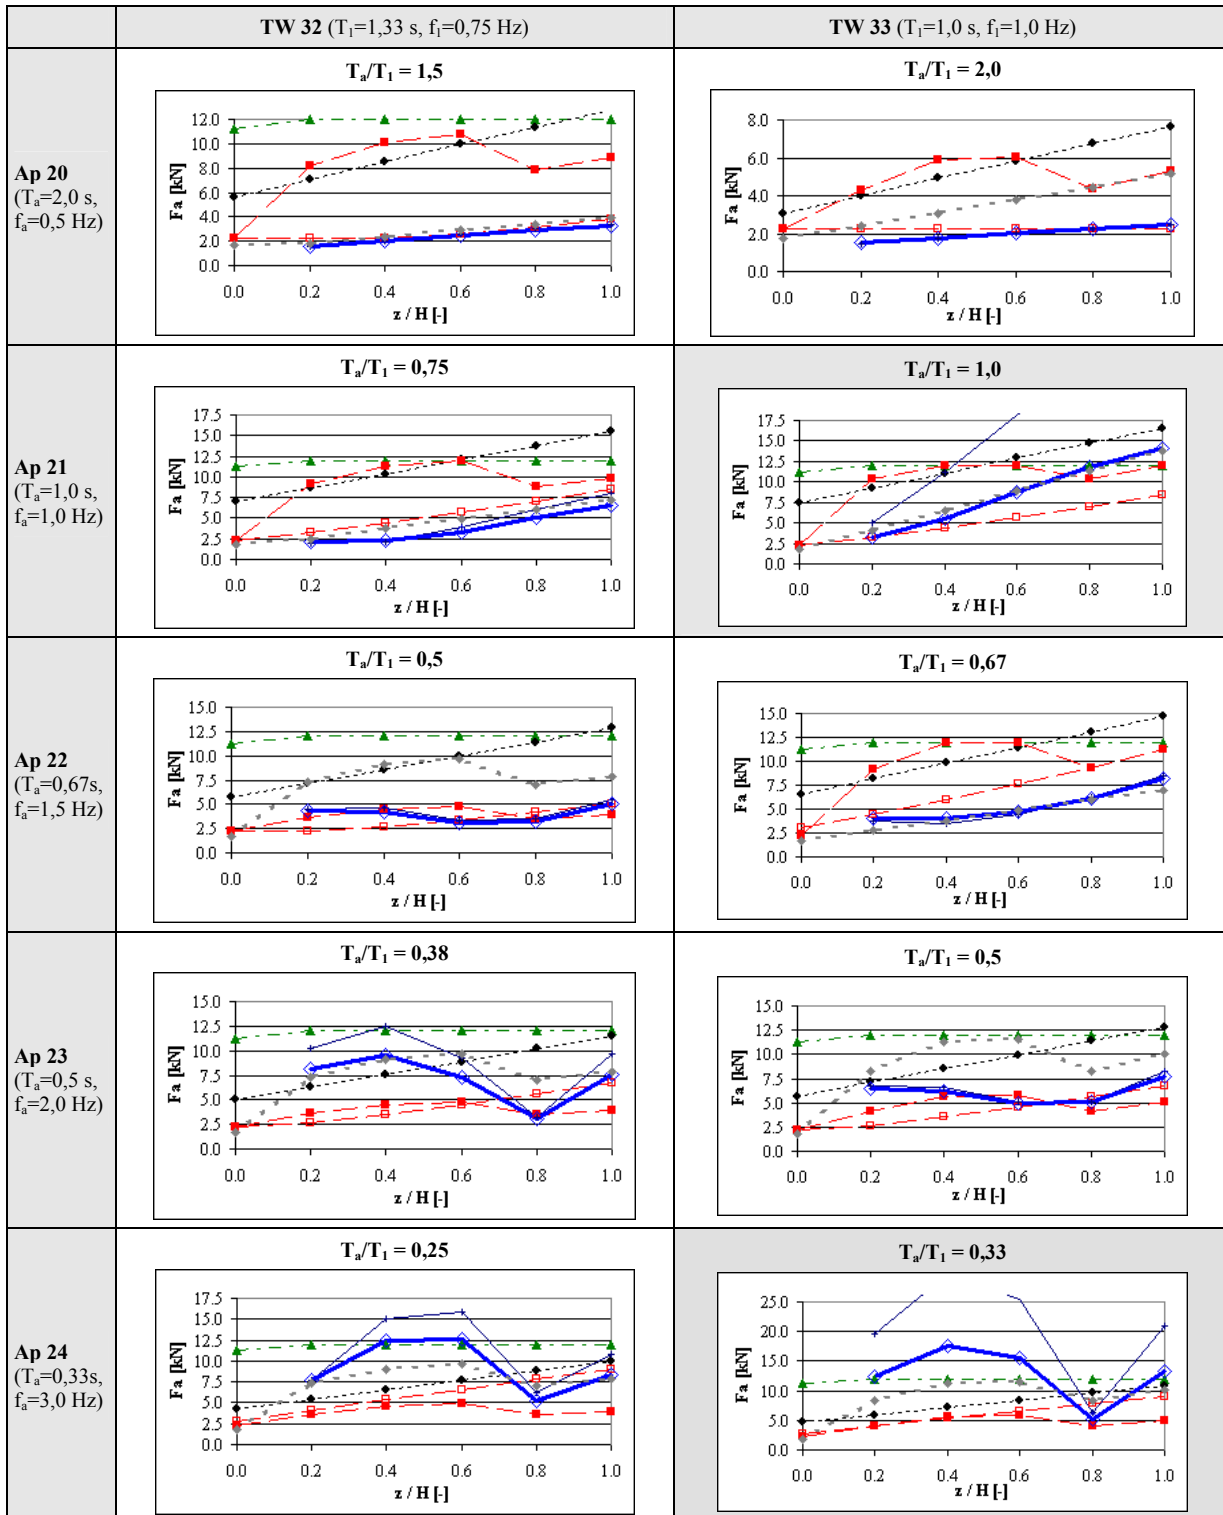 TW 32 (T₁=1,33 s, f₁=0,75 Hz)
TW 33 (T₁=1,0 s, f₁=1,0 Hz)
Ap 20
(Tₐ=2,0 s,
fₐ=0,5 Hz)
Tₐ/T₁ = 1,5
Fa [kN]
12.0
10.0
8.0
6.0
4.0
2.0
0.0
0.0 0.2 0.4 0.6 0.8 1.0
z / H [-]
Tₐ/T₁ = 2,0
Fa [kN]
8.0
6.0
4.0
2.0
0.0
0.0 0.2 0.4 0.6 0.8 1.0
z / H [-]
Ap 21
(Tₐ=1,0 s,
fₐ=1,0 Hz)
Tₐ/T₁ = 0,75
Fa [kN]
17.5
15.0
12.5
10.0
7.5
5.0
2.5
0.0
0.0 0.2 0.4 0.6 0.8 1.0
z / H [-]
Tₐ/T₁ = 1,0
Fa [kN]
17.5
15.0
12.5
10.0
7.5
5.0
2.5
0.0
0.0 0.2 0.4 0.6 0.8 1.0
z / H [-]
Ap 22
(Tₐ=0,67s,
fₐ=1,5 Hz)
Tₐ/T₁ = 0,5
Fa [kN]
15.0
12.5
10.0
7.5
5.0
2.5
0.0
0.0 0.2 0.4 0.6 0.8 1.0
z / H [-]
Tₐ/T₁ = 0,67
Fa [kN]
15.0
12.5
10.0
7.5
5.0
2.5
0.0
0.0 0.2 0.4 0.6 0.8 1.0
z / H [-]
Ap 23
(Tₐ=0,5 s,
fₐ=2,0 Hz)
Tₐ/T₁ = 0,38
Fa [kN]
15.0
12.5
10.0
7.5
5.0
2.5
0.0
0.0 0.2 0.4 0.6 0.8 1.0
z / H [-]
Tₐ/T₁ = 0,5
Fa [kN]
15.0
12.5
10.0
7.5
5.0
2.5
0.0
0.0 0.2 0.4 0.6 0.8 1.0
z / H [-]
Ap 24
(Tₐ=0,33s,
fₐ=3,0 Hz)
Tₐ/T₁ = 0,25
Fa [kN]
17.5
15.0
12.5
10.0
7.5
5.0
2.5
0.0
0.0 0.2 0.4 0.6 0.8 1.0
z / H [-]
Tₐ/T₁ = 0,33
Fa [kN]
25.0
20.0
15.0
10.0
5.0
0.0
0.0 0.2 0.4 0.6 0.8 1.0
z / H [-]